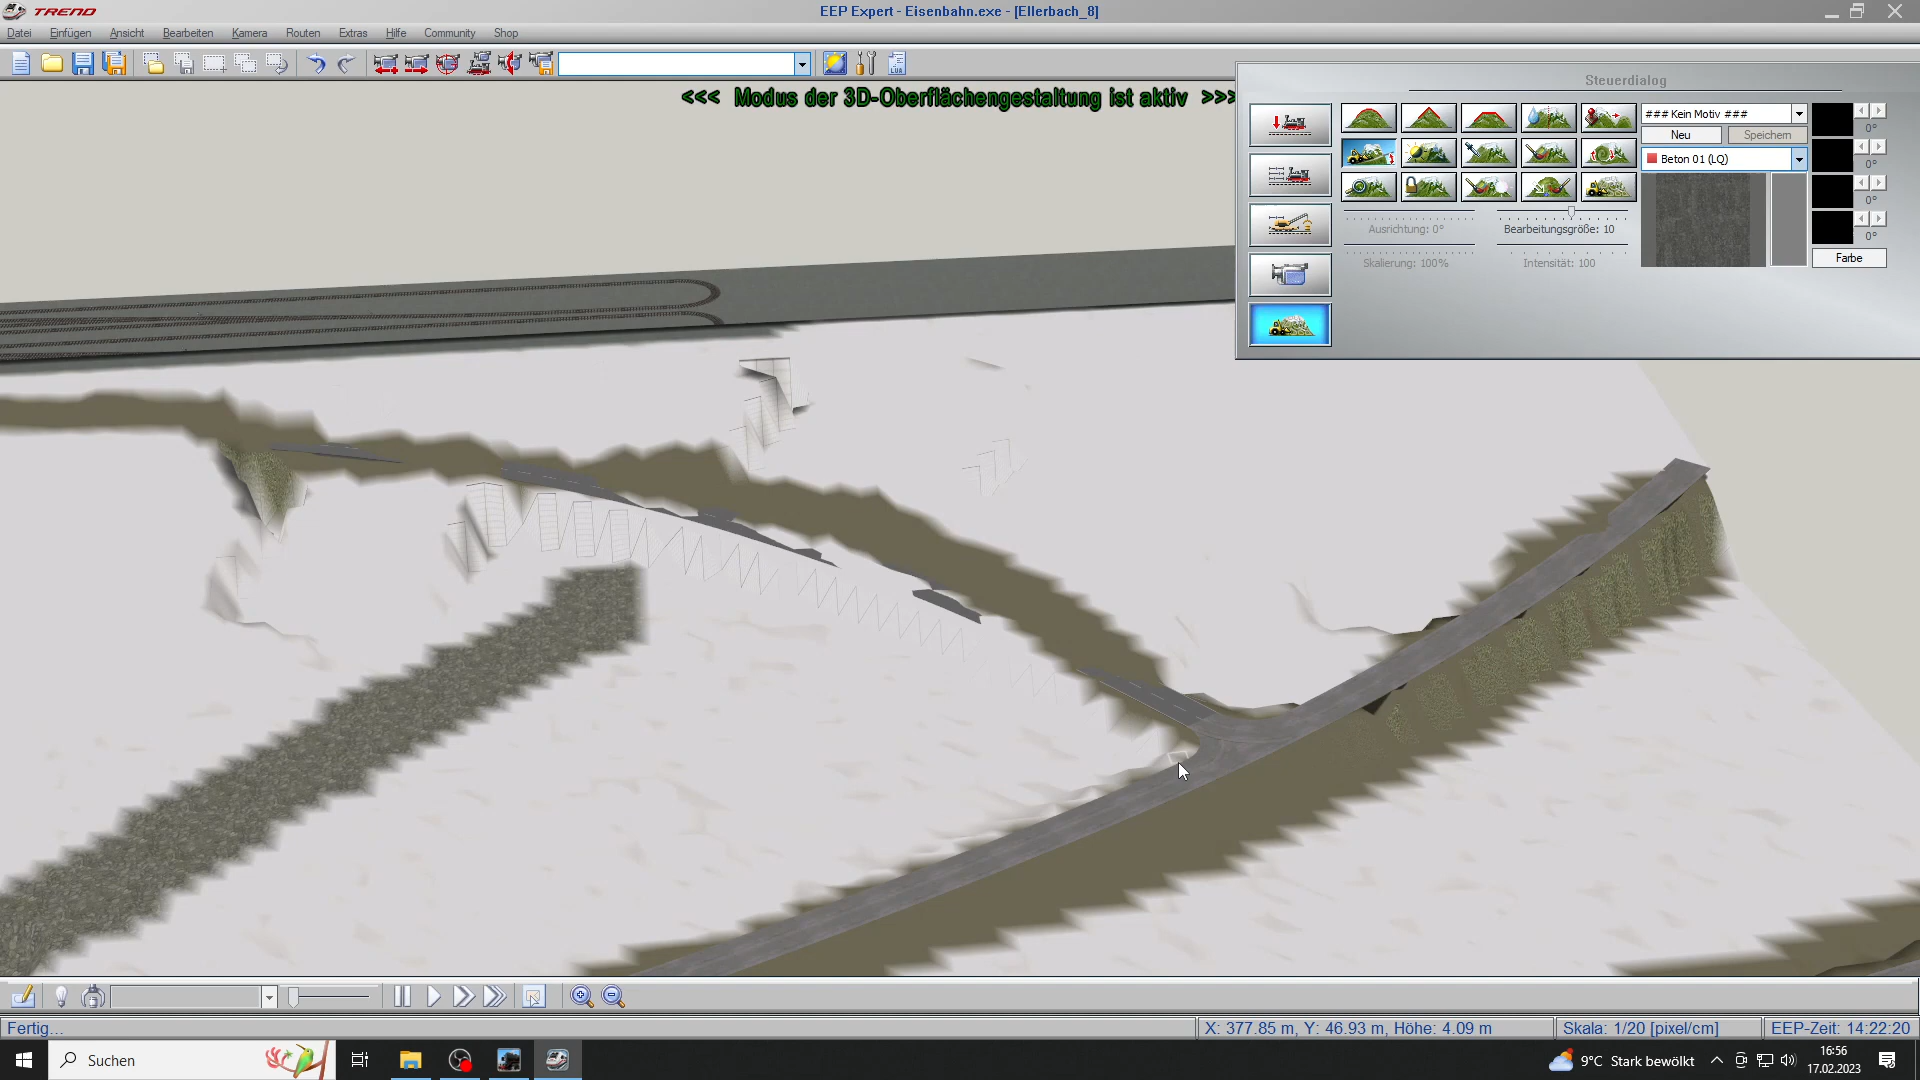 TREND
EEP Expert - Eisenbahn.exe - [Ellerbach_8]
Datei Einfügen Ansicht Bearbeiten Kamera Routen Extras Hilfe Community Shop
LUA
<<< Modus der 3D-Oberflächengestaltung ist aktiv >>>
Steuerdialog
### Kein Motiv ###
Neu Speichern
Beton 01 (LQ)
0°
0°
0°
0°
Ausrichtung: 0° Bearbeitungsgröße: 10
Skalierung: 100% Intensität: 100
Farbe
Fertig...
X: 377.85 m, Y: 46.93 m, Höhe: 4.09 m
Skala: 1/20 [pixel/cm]
EEP-Zeit: 14:22:20
Suchen
9°C Stark bewölkt
16:56
17.02.2023